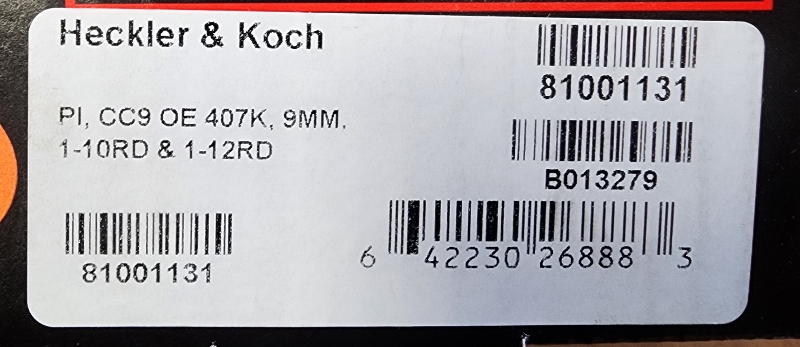 Heckler & Koch
81001131
PI, CC9 OE 407K, 9MM,
1-10RD & 1-12RD
B013279
81001131
6 42230 26888 3